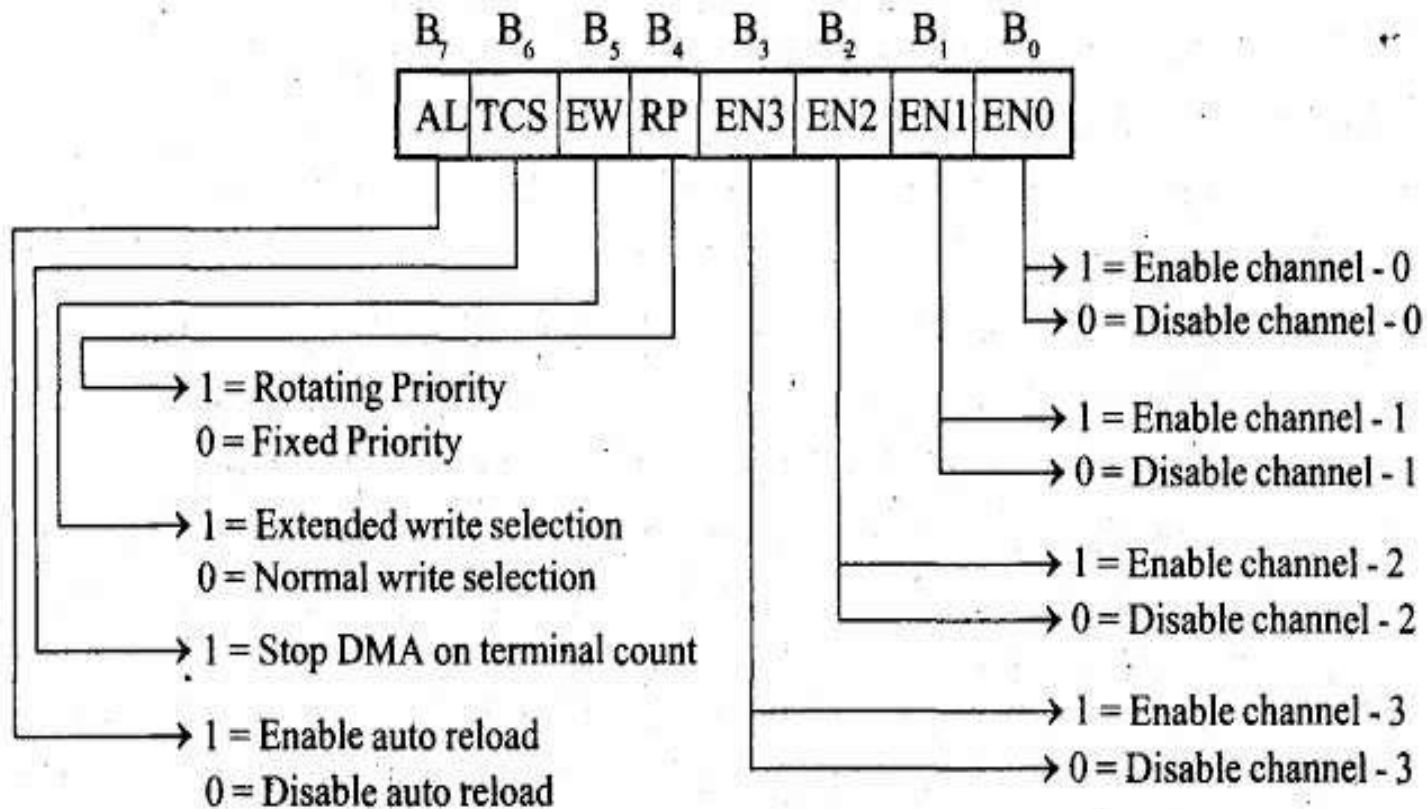 B₇ B₆ B₅ B₄ B₃ B₂ B₁ B₀
AL TCS EW RP EN3 EN2 EN1 EN0
1 = Enable channel - 0
0 = Disable channel - 0
1 = Rotating Priority
0 = Fixed Priority
1 = Enable channel - 1
0 = Disable channel - 1
1 = Extended write selection
0 = Normal write selection
1 = Enable channel - 2
0 = Disable channel - 2
1 = Stop DMA on terminal count
1 = Enable auto reload
0 = Disable auto reload
1 = Enable channel - 3
0 = Disable channel - 3